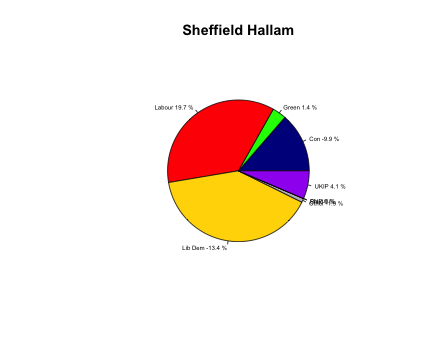 Sheffield Hallam
Labour 19.7 %
Green 1.4 %
Con -9.9 %
UKIP 4.1 %
Lib Dem -13.4 %